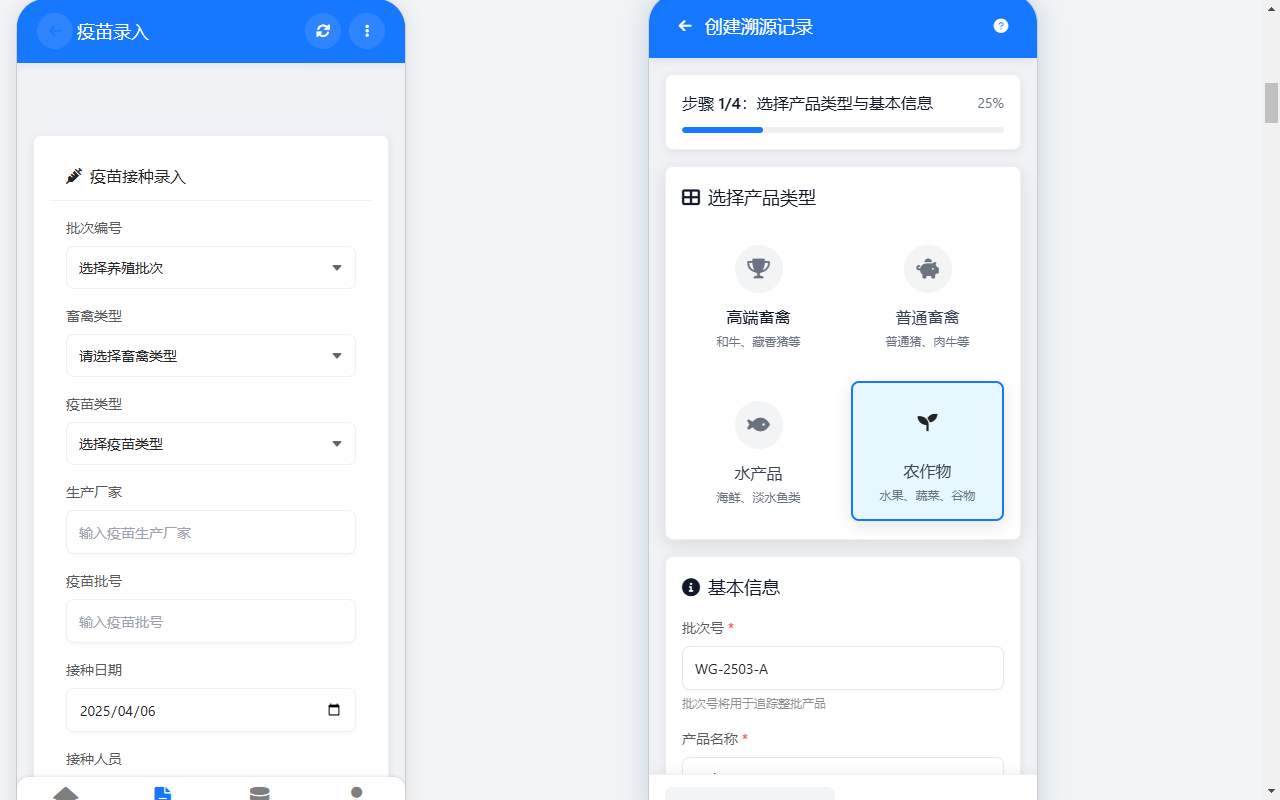 疫苗录入
疫苗接种录入
批次编号
选择养殖批次
畜禽类型
请选择畜禽类型
疫苗类型
选择疫苗类型
生产厂家
输入疫苗生产厂家
疫苗批号
输入疫苗批号
接种日期
2025/04/06
接种人员
创建溯源记录
步骤 1/4：选择产品类型与基本信息 25%
选择产品类型
高端畜禽
和牛、藏香猪等
普通畜禽
普通猪、肉牛等
水产品
海鲜、淡水鱼类
农作物
水果、蔬菜、谷物
基本信息
批次号 *
WG-2503-A
批次号将用于追踪整批产品
产品名称 *